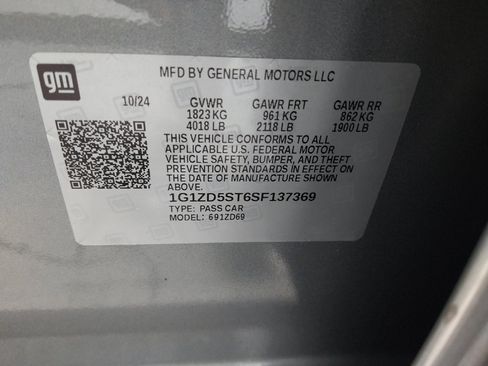 gm
MFD BY GENERAL MOTORS LLC
10/24 GVWR GAWR FRT GAWR RR
1823 KG 961 KG 862 KG
4018 LB 2118 LB 1900 LB
THIS VEHICLE CONFORMS TO ALL
APPLICABLE U.S. FEDERAL MOTOR
VEHICLE SAFETY, BUMPER, AND THEFT
PREVENTION STANDARDS IN EFFECT ON
THE DATE OF MANUFACTURE SHOWN
ABOVE.
1G1ZD5ST6SF137369
TYPE: PASS CAR
MODEL: 691ZD69